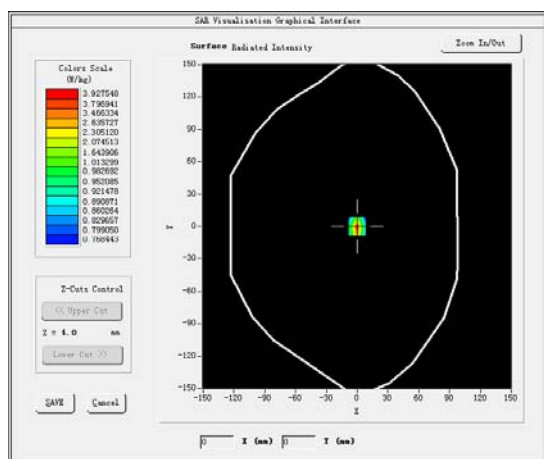 SAR Visualisation Graphical Interface
Surface Radiated Intensity
Zoom In/Out
Colors Scale
(W/kg)
3.927548
3.796941
3.466334
2.635727
2.305120
2.074513
1.643906
1.013299
0.982692
0.952085
0.921478
0.890871
0.860264
0.829657
0.799050
0.768443
Z-Cuts Control
<< Upper Cut
Z = 4.0 mm
Lower Cut >>
SAVE
Cancel
150
120
90
60
30
0
-30
-60
-90
-120
-150
Y
-150 -120 -90 -60 -30 0 30 60 90 120 150
X
0 X (mm) 0 Y (mm)